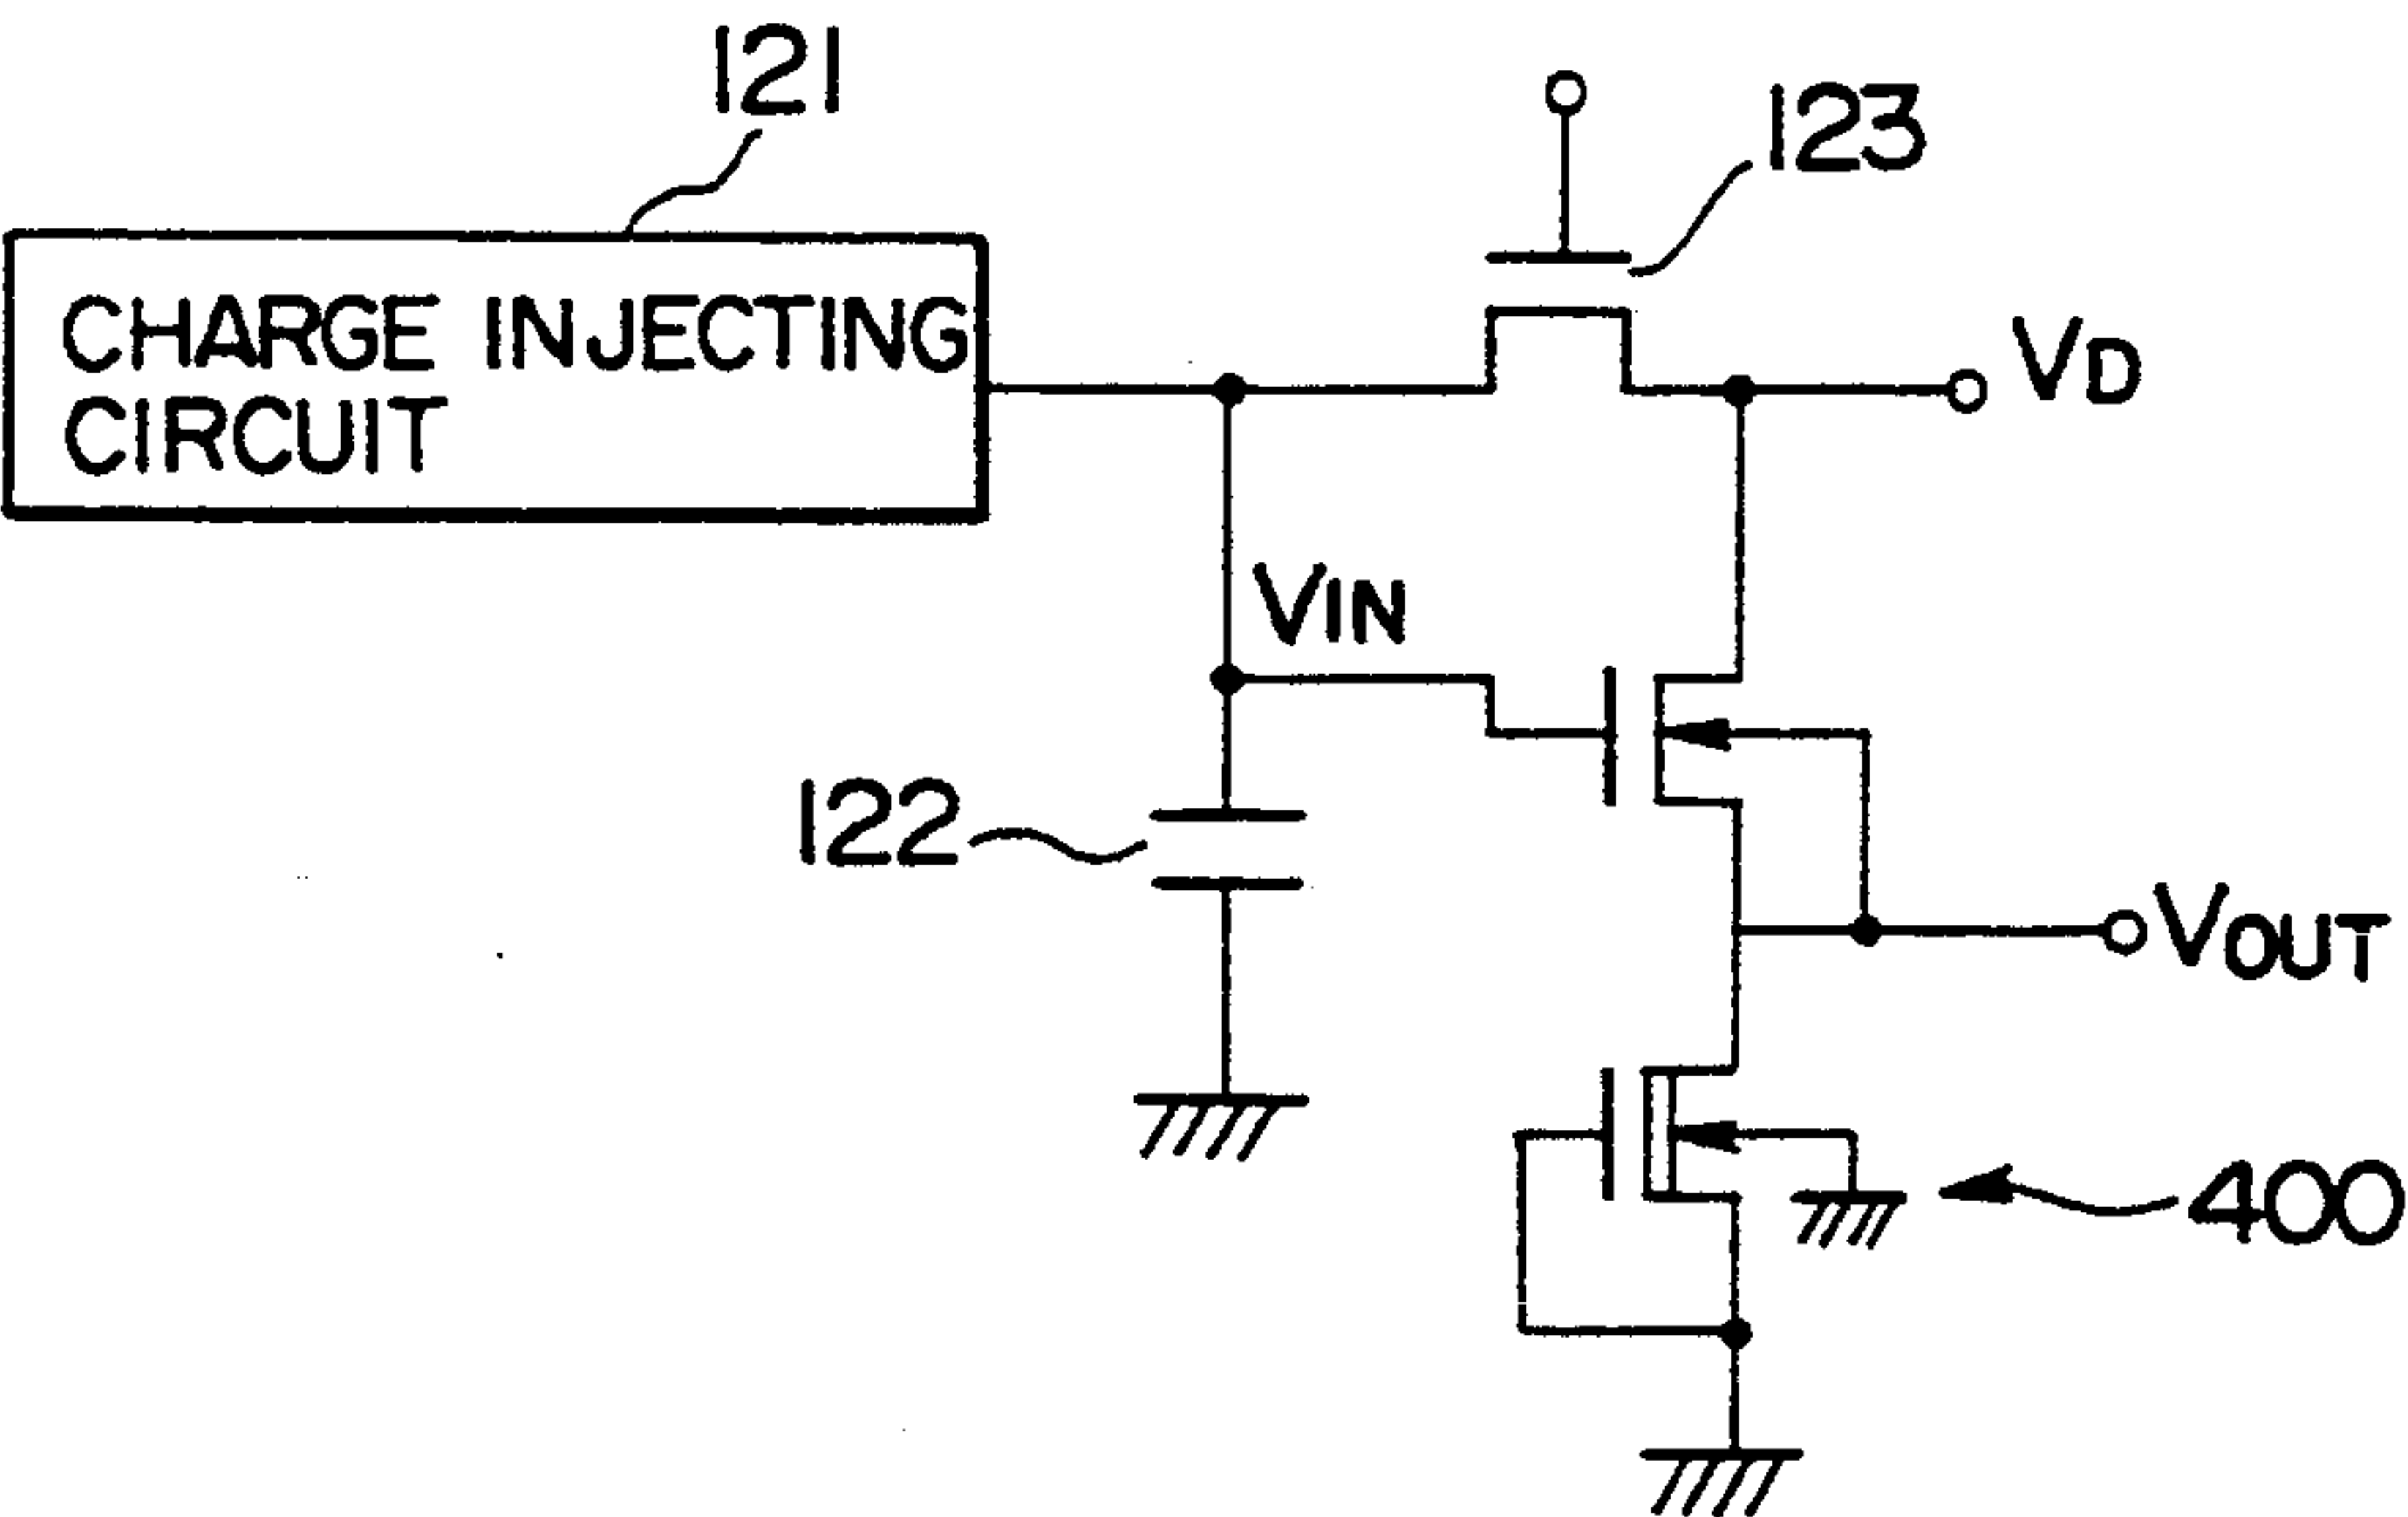 121
123
CHARGE INJECTING
CIRCUIT
VD
VIN
122
VOUT
400